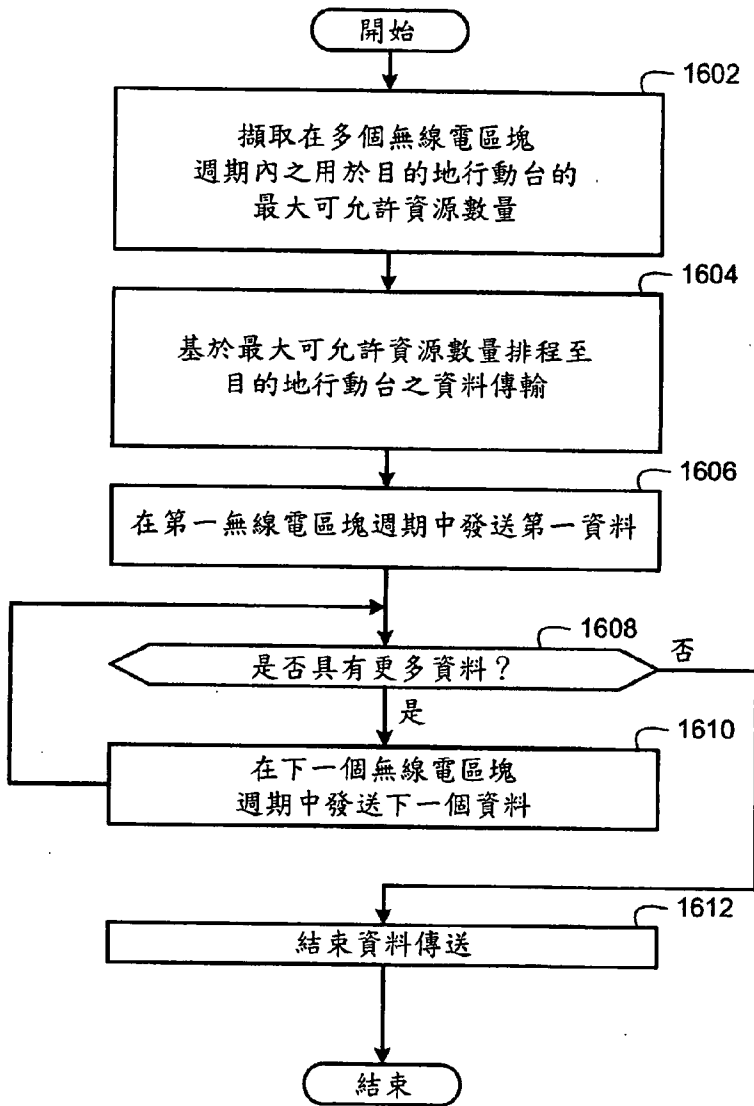 開始
1602
擷取在多個無線電區塊
週期內之用於目的地行動台的
最大可允許資源數量
1604
基於最大可允許資源數量排程至
目的地行動台之資料傳輸
1606
在第一無線電區塊週期中發送第一資料
1608
是否具有更多資料？
否
是
1610
在下一個無線電區塊
週期中發送下一個資料
1612
結束資料傳送
結束